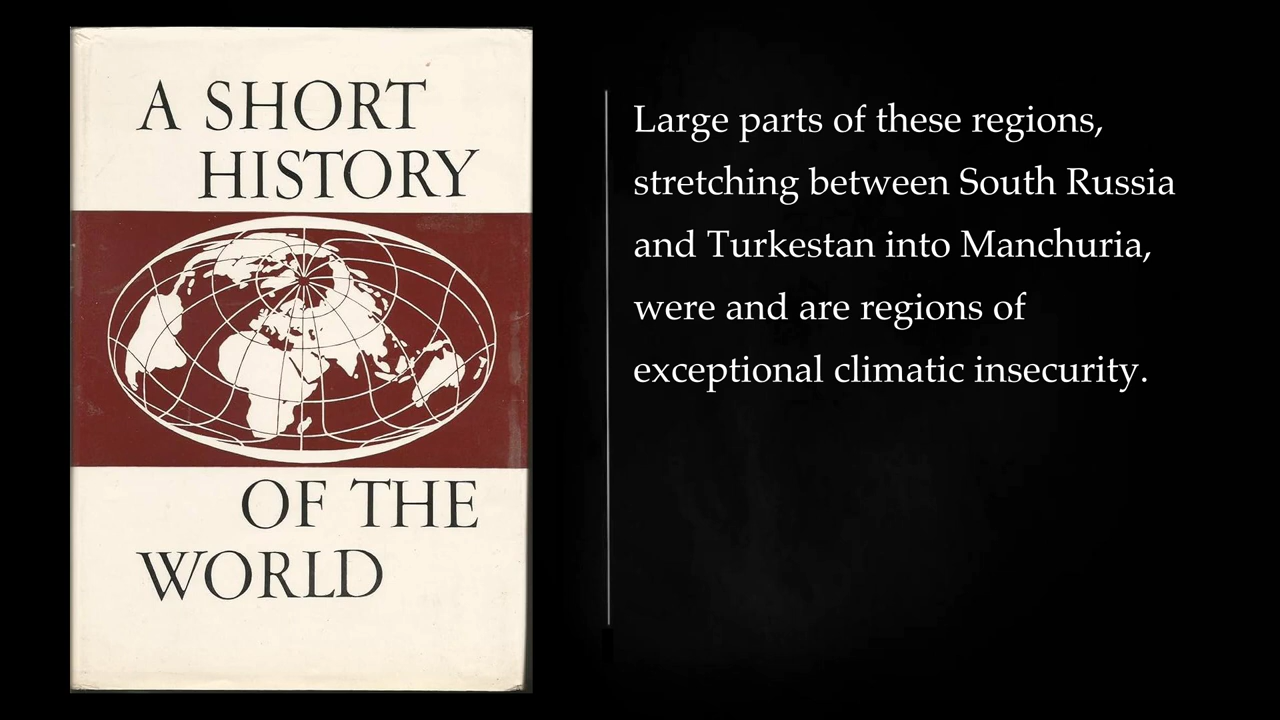 A SHORT
HISTORY
OF THE
WORLD
Large parts of these regions,
stretching between South Russia
and Turkestan into Manchuria,
were and are regions of
exceptional climatic insecurity.